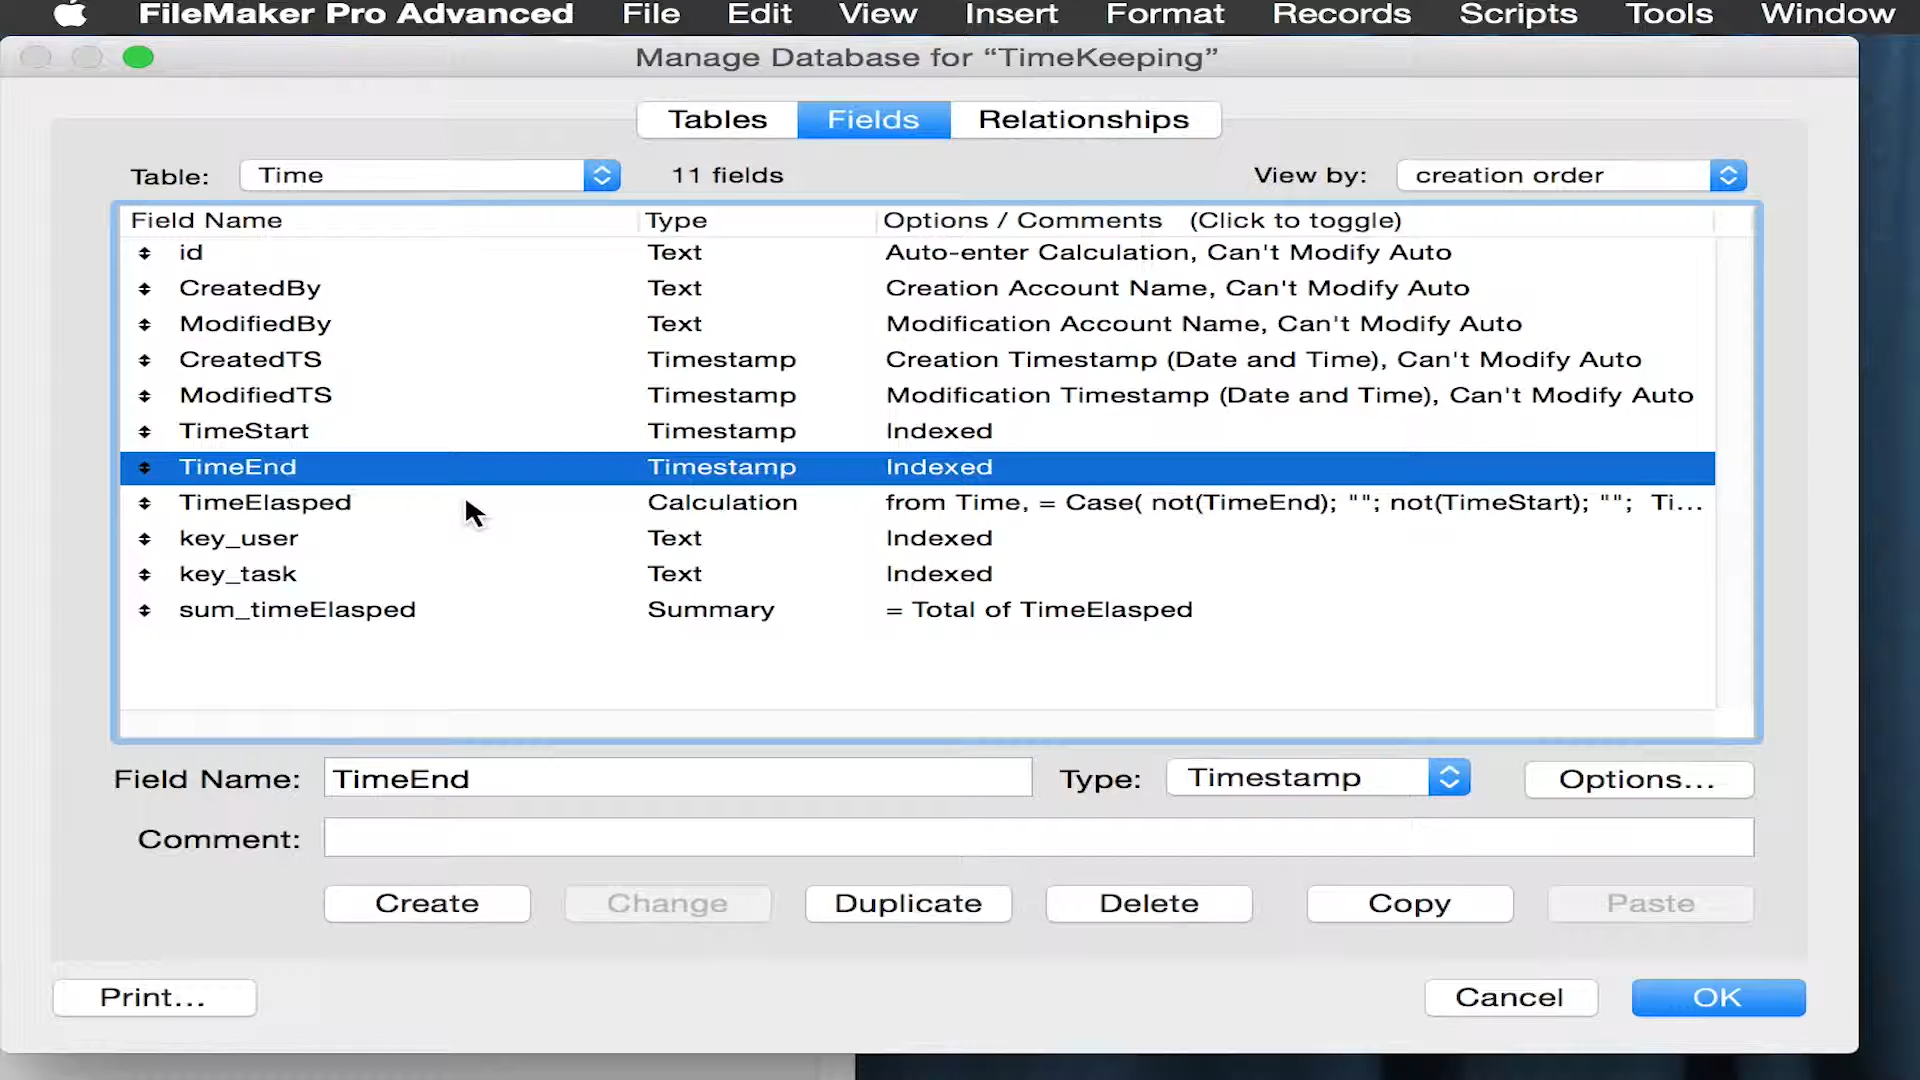 FileMaker Pro Advanced File Edit View Insert Format Records Scripts Tools Window
Manage Database for “TimeKeeping”
Tables Fields Relationships
Table: Time 11 fields View by: creation order
Field Name Type Options / Comments (Click to toggle)
id Text Auto-enter Calculation, Can't Modify Auto
CreatedBy Text Creation Account Name, Can't Modify Auto
ModifiedBy Text Modification Account Name, Can't Modify Auto
CreatedTS Timestamp Creation Timestamp (Date and Time), Can't Modify Auto
ModifiedTS Timestamp Modification Timestamp (Date and Time), Can't Modify Auto
TimeStart Timestamp Indexed
TimeEnd Timestamp Indexed
TimeElasped Calculation from Time, = Case( not(TimeEnd); ""; not(TimeStart); ""; Ti...
key_user Text Indexed
key_task Text Indexed
sum_timeElasped Summary = Total of TimeElasped
Field Name: TimeEnd Type: Timestamp Options...
Comment:
Create Change Duplicate Delete Copy Paste
Print... Cancel OK